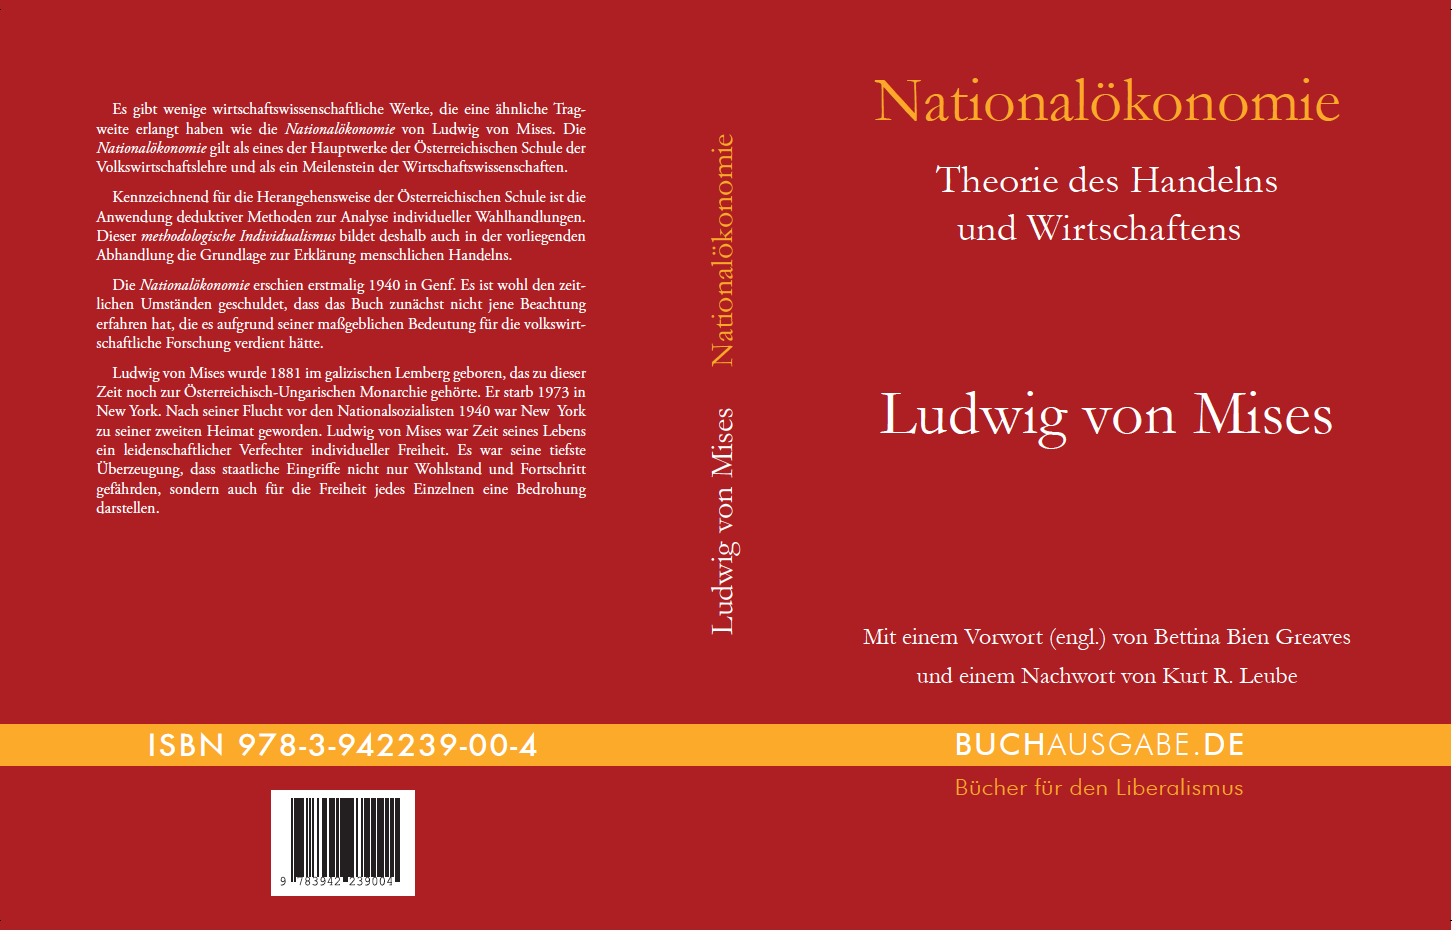 Es gibt wenige wirtschaftswissenschaftliche Werke, die eine ähnliche Trag-
weite erlangt haben wie die Nationalökonomie von Ludwig von Mises. Die
Nationalökonomie gilt als eines der Hauptwerke der Österreichischen Schule der
Volkswirtschaftslehre und als ein Meilenstein der Wirtschaftswissenschaften.
Kennzeichnend für die Herangehensweise der Österreichischen Schule ist die
Anwendung deduktiver Methoden zur Analyse individueller Wahlhandlungen.
Dieser methodologische Individualismus bildet deshalb auch in der vorliegenden
Abhandlung die Grundlage zur Erklärung menschlichen Handelns.
Die Nationalökonomie erschien erstmalig 1940 in Genf. Es ist wohl den zeit-
lichen Umständen geschuldet, dass das Buch zunächst nicht jene Beachtung
erfahren hat, die es aufgrund seiner maßgeblichen Bedeutung für die volkswirt-
schaftliche Forschung verdient hätte.
Ludwig von Mises wurde 1881 im galizischen Lemberg geboren, das zu dieser
Zeit noch zur Österreichisch-Ungarischen Monarchie gehörte. Er starb 1973 in
New York. Nach seiner Flucht vor den Nationalsozialisten 1940 war New York
zu seiner zweiten Heimat geworden. Ludwig von Mises war Zeit seines Lebens
ein leidenschaftlicher Verfechter individueller Freiheit. Es war seine tiefste
Überzeugung, dass staatliche Eingriffe nicht nur Wohlstand und Fortschritt
gefährden, sondern auch für die Freiheit jedes Einzelnen eine Bedrohung
darstellen.
ISBN 978-3-942239-00-4
9 783942 239004
Ludwig von Mises Nationalökonomie
Nationalökonomie
Theorie des Handelns
und Wirtschaftens
Ludwig von Mises
Mit einem Vorwort (engl.) von Bettina Bien Greaves
und einem Nachwort von Kurt R. Leube
BUCHAUSGABE.DE
Bücher für den Liberalismus